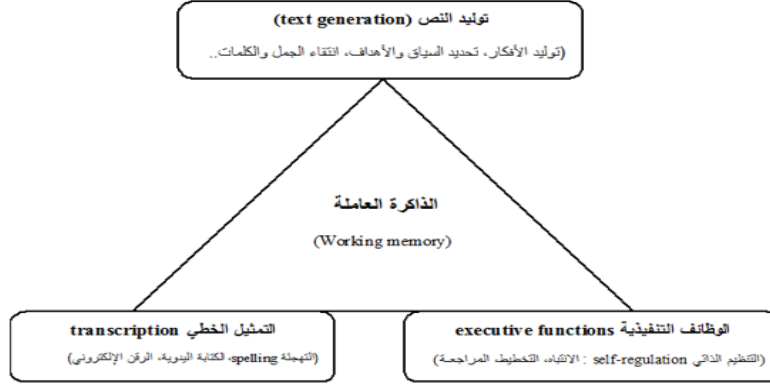 توليد النص (text generation)
(توليد الأفكار، تحديد السياق والأهداف، انتقاء الجمل والكلمات..
الذاكرة العاملة
(Working memory)
التمثيل الخطي transcription
(التهجئة spelling، الكتابة اليدوية، الرقن الإلكتروني)
الوظائف التنفيذية executive functions
(التنظيم الذاتي self-regulation : الانتباه، التخطيط، المراجعة)